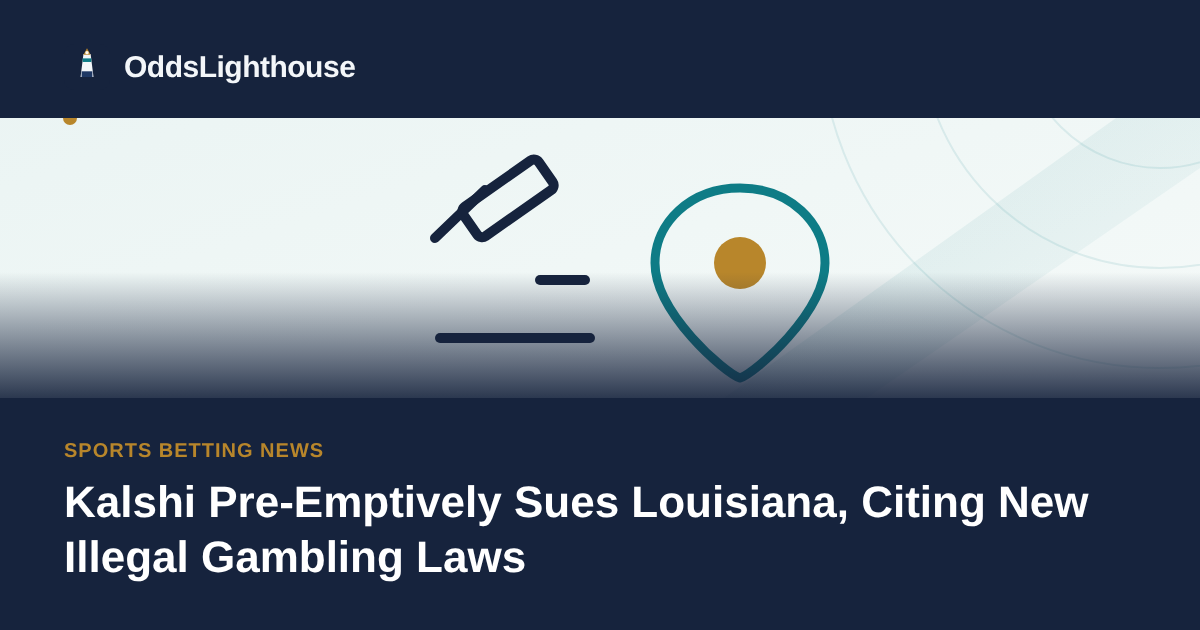 OddsLighthouse
SPORTS BETTING NEWS
Kalshi Pre-Emptively Sues Louisiana, Citing New
Illegal Gambling Laws